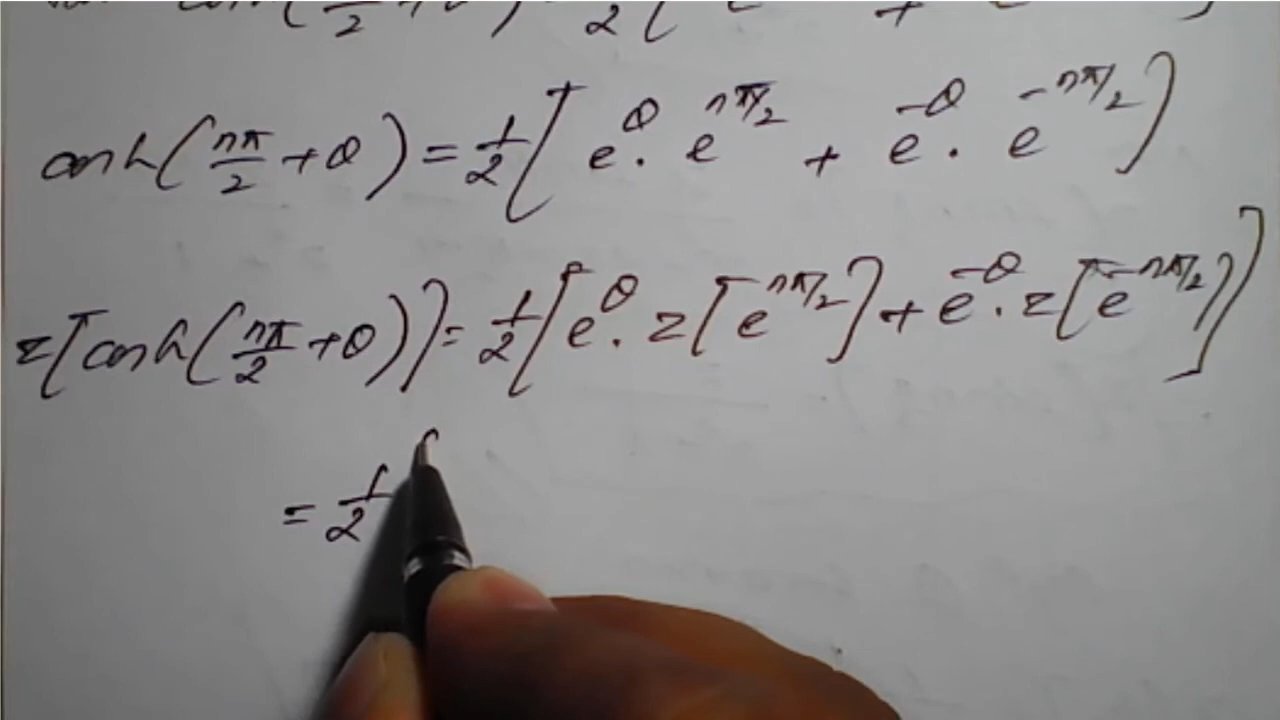 cosh(nπ/2 + θ) = 1/2 [e^θ . e^(nπ/2) + e^(-θ) . e^(-nπ/2)]
z[cosh(nπ/2 + θ)] = 1/2 [e^θ . z[e^(nπ/2)] + e^(-θ) . z[e^(-nπ/2)]]
= 1/2 [